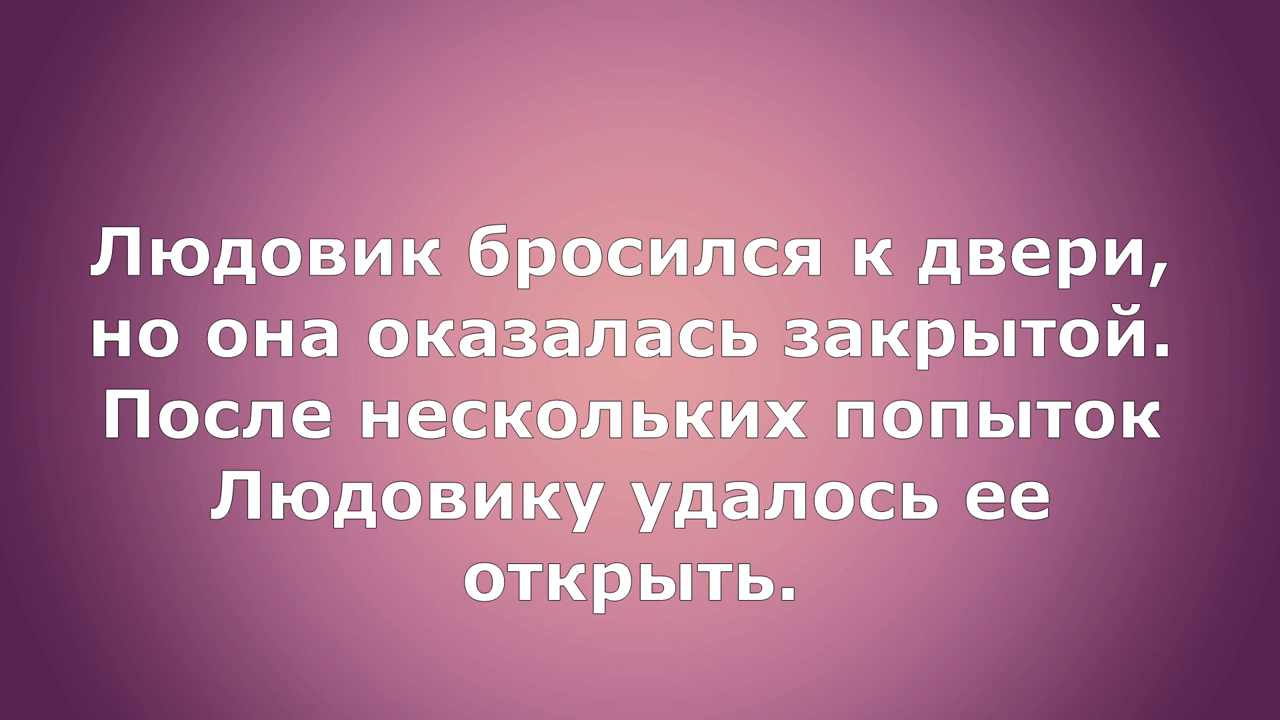 Людовик бросился к двери,
но она оказалась закрытой.
После нескольких попыток
Людовику удалось ее
открыть.